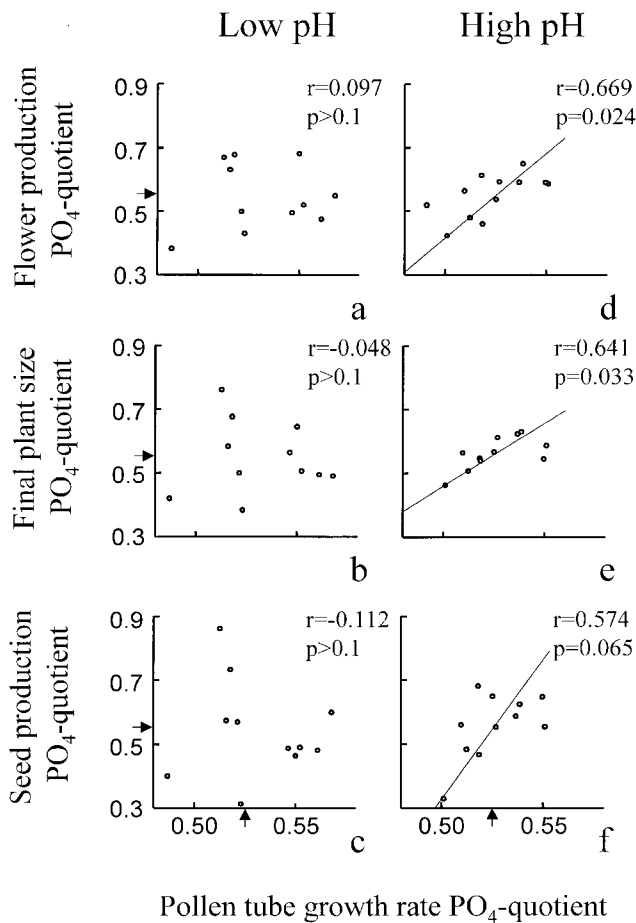 Low pH
High pH
Flower production
PO4-quotient
0.9
0.7
0.5
0.3
r=0.097
p>0.1
a
r=0.669
p=0.024
d
Final plant size
PO4-quotient
0.9
0.7
0.5
0.3
r=-0.048
p>0.1
b
r=0.641
p=0.033
e
Seed production
PO4-quotient
0.9
0.7
0.5
0.3
r=-0.112
p>0.1
0.50
0.55
c
r=0.574
p=0.065
0.50
0.55
f
Pollen tube growth rate PO4-quotient